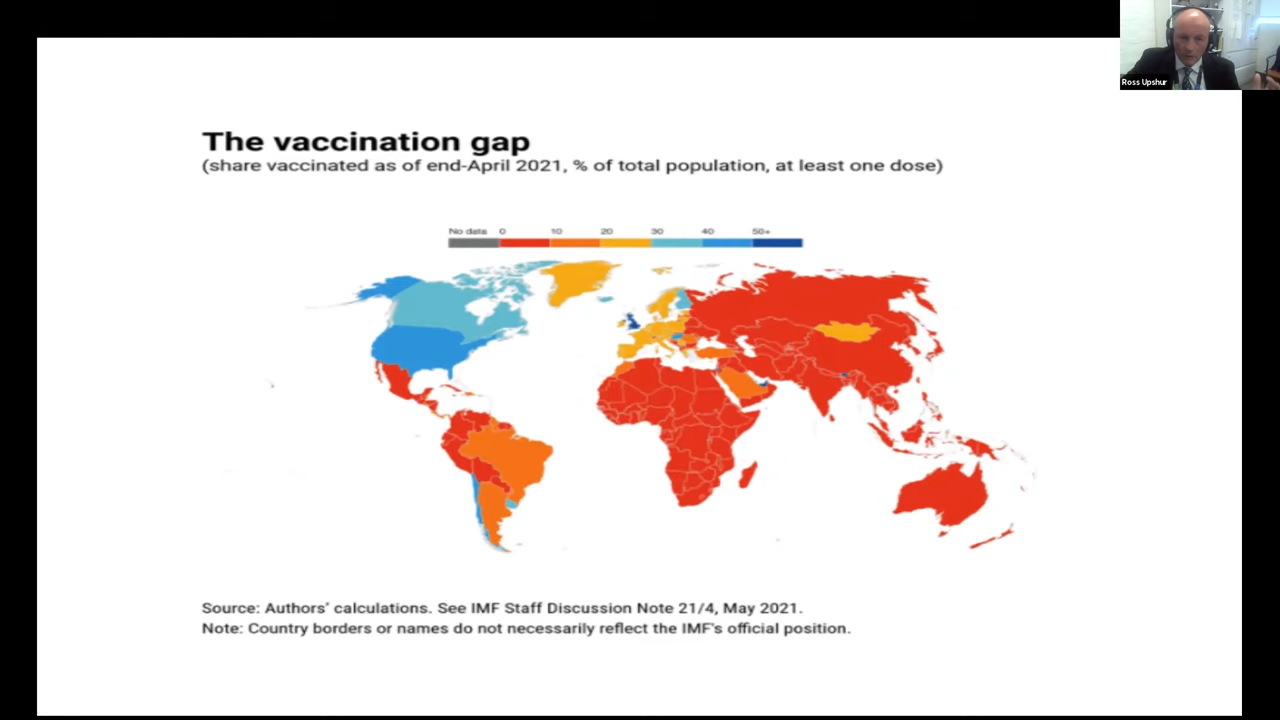 Ross Upshur
The vaccination gap
(share vaccinated as of end-April 2021, % of total population, at least one dose)
No data 0 10 20 30 40 50+
Source: Authors' calculations. See IMF Staff Discussion Note 21/4, May 2021.
Note: Country borders or names do not necessarily reflect the IMF's official position.